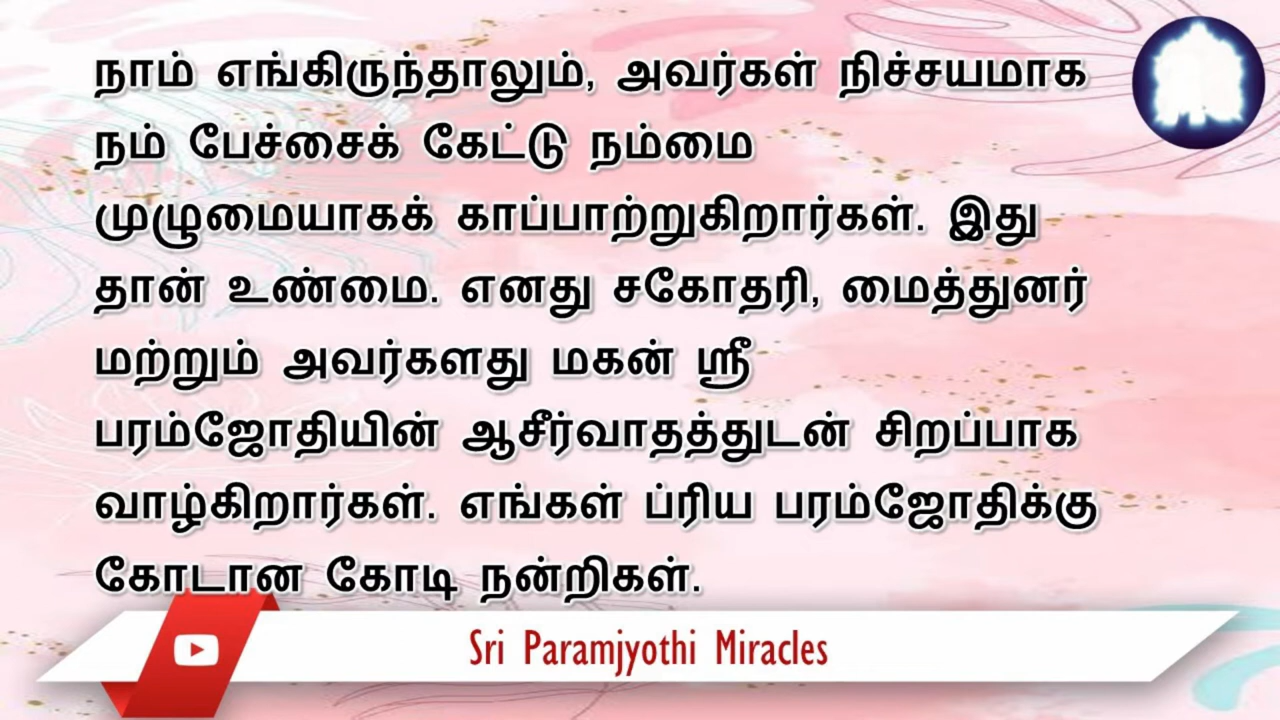 நாம் எங்கிருந்தாலும், அவர்கள் நிச்சயமாக
நம் பேச்சைக் கேட்டு நம்மை
முழுமையாகக் காப்பாற்றுகிறார்கள். இது
தான் உண்மை. எனது சகோதரி, மைத்துனர்
மற்றும் அவர்களது மகன் ஸ்ரீ
பரம்ஜோதியின் ஆசீர்வாதத்துடன் சிறப்பாக
வாழ்கிறார்கள். எங்கள் ப்ரிய பரம்ஜோதிக்கு
கோடான கோடி நன்றிகள்.
Sri Paramjyothi Miracles